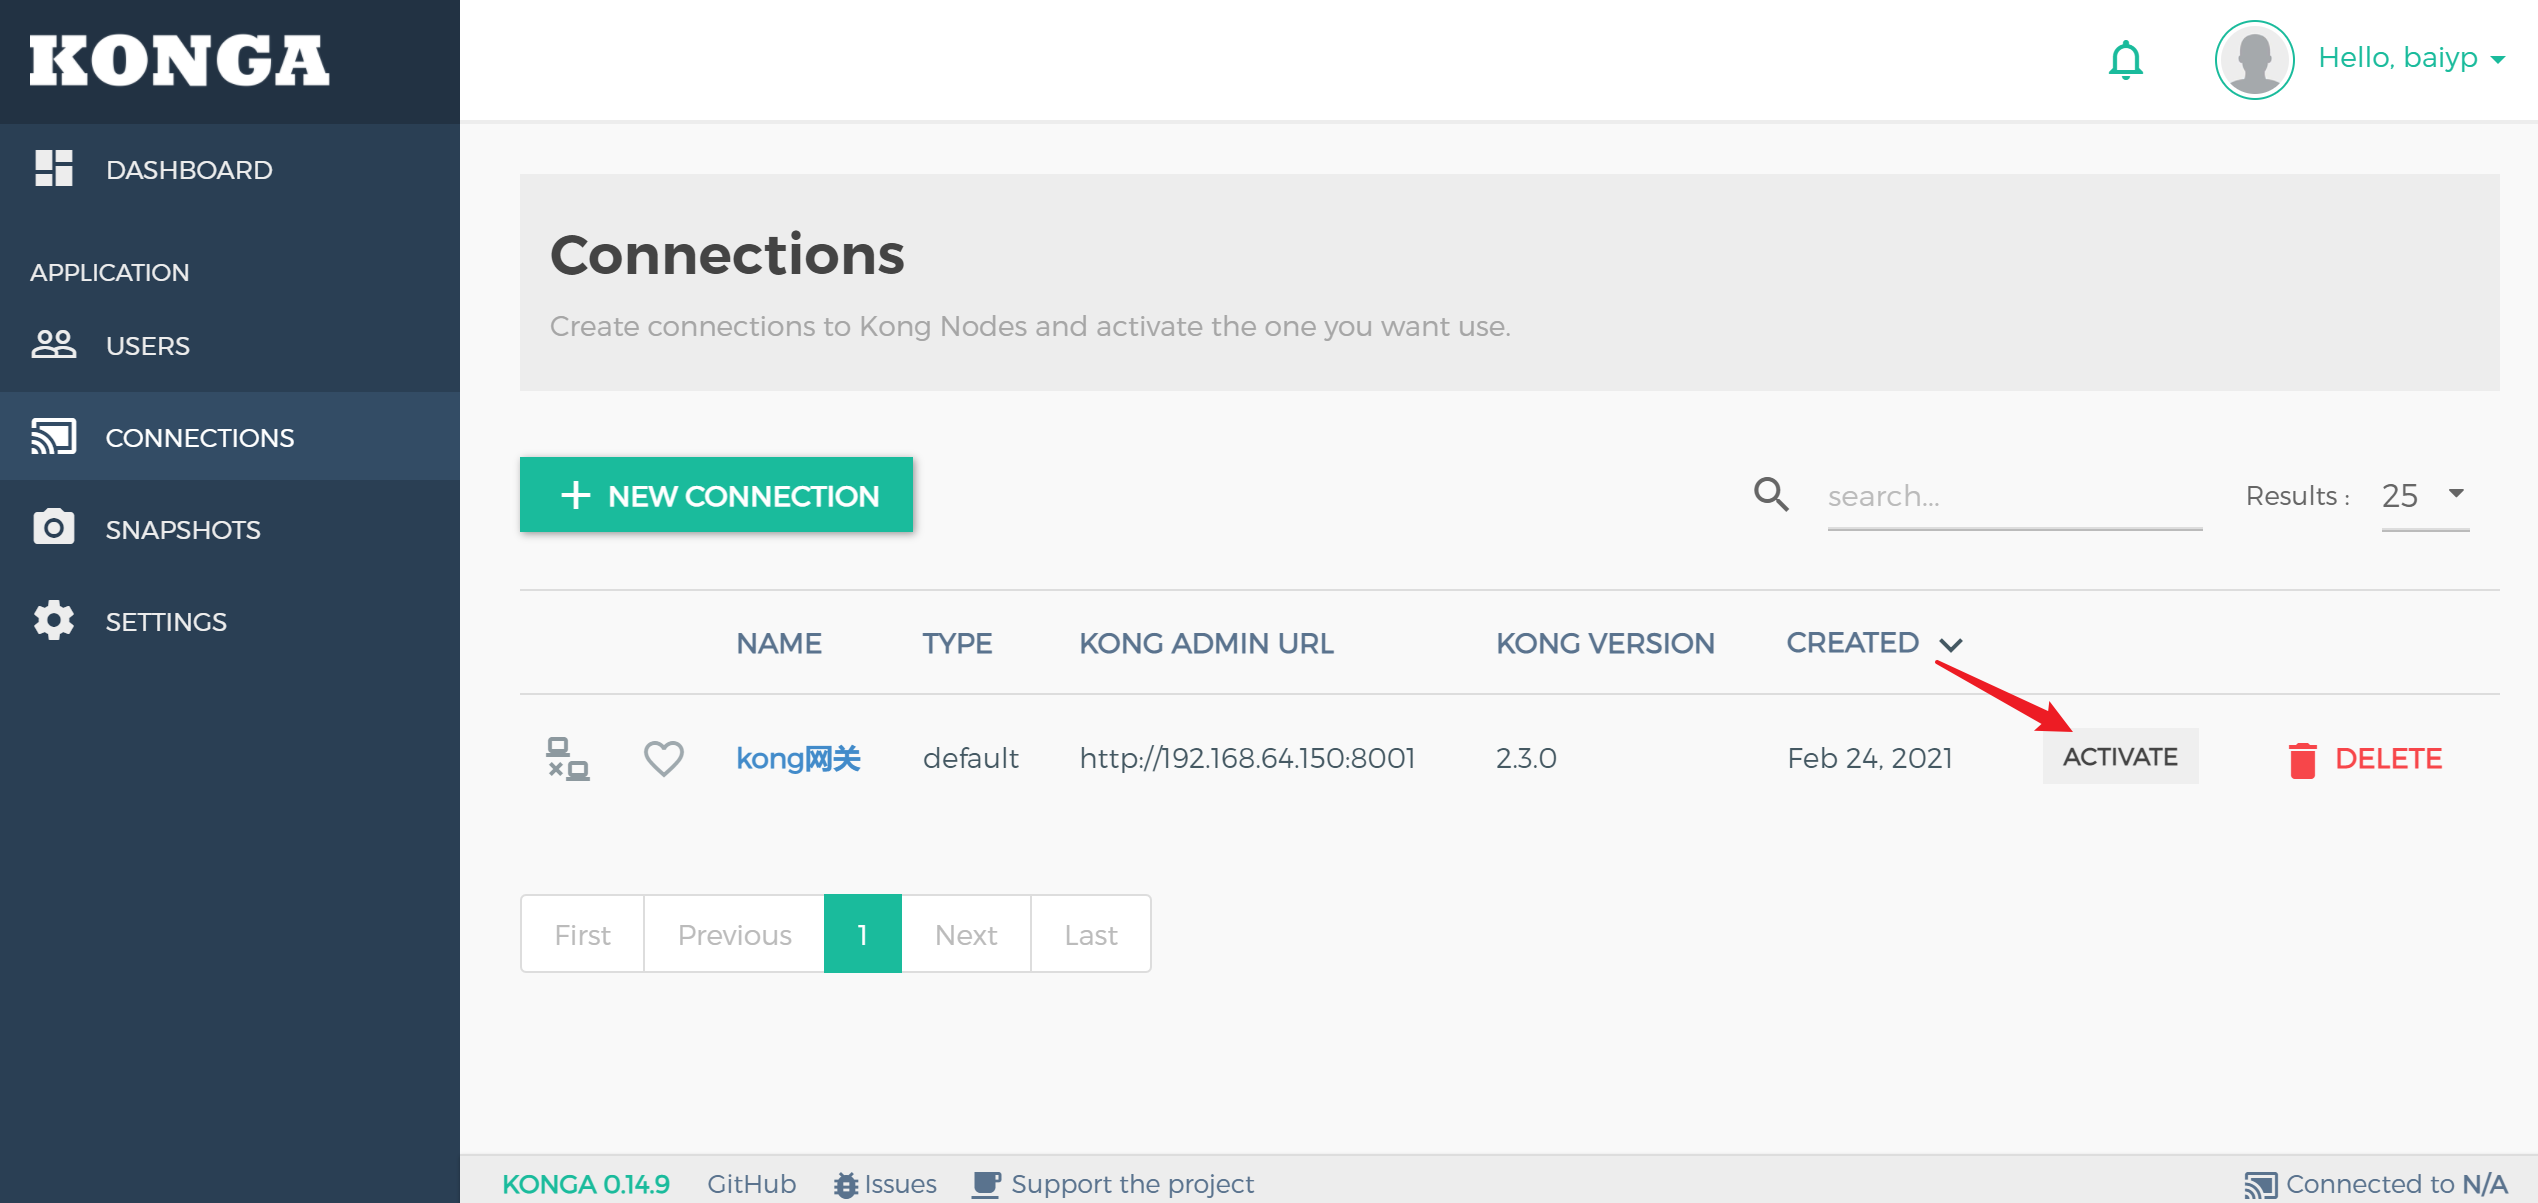 KONGA
Hello, baiyp
DASHBOARD
APPLICATION
USERS
CONNECTIONS
SNAPSHOTS
SETTINGS
Connections
Create connections to Kong Nodes and activate the one you want use.
+ NEW CONNECTION
search...
Results : 25
NAME TYPE KONG ADMIN URL KONG VERSION CREATED
kong网关 default http://192.168.64.150:8001 2.3.0 Feb 24, 2021 ACTIVATE DELETE
First Previous 1 Next Last
KONGA 0.14.9 GitHub Issues Support the project Connected to N/A